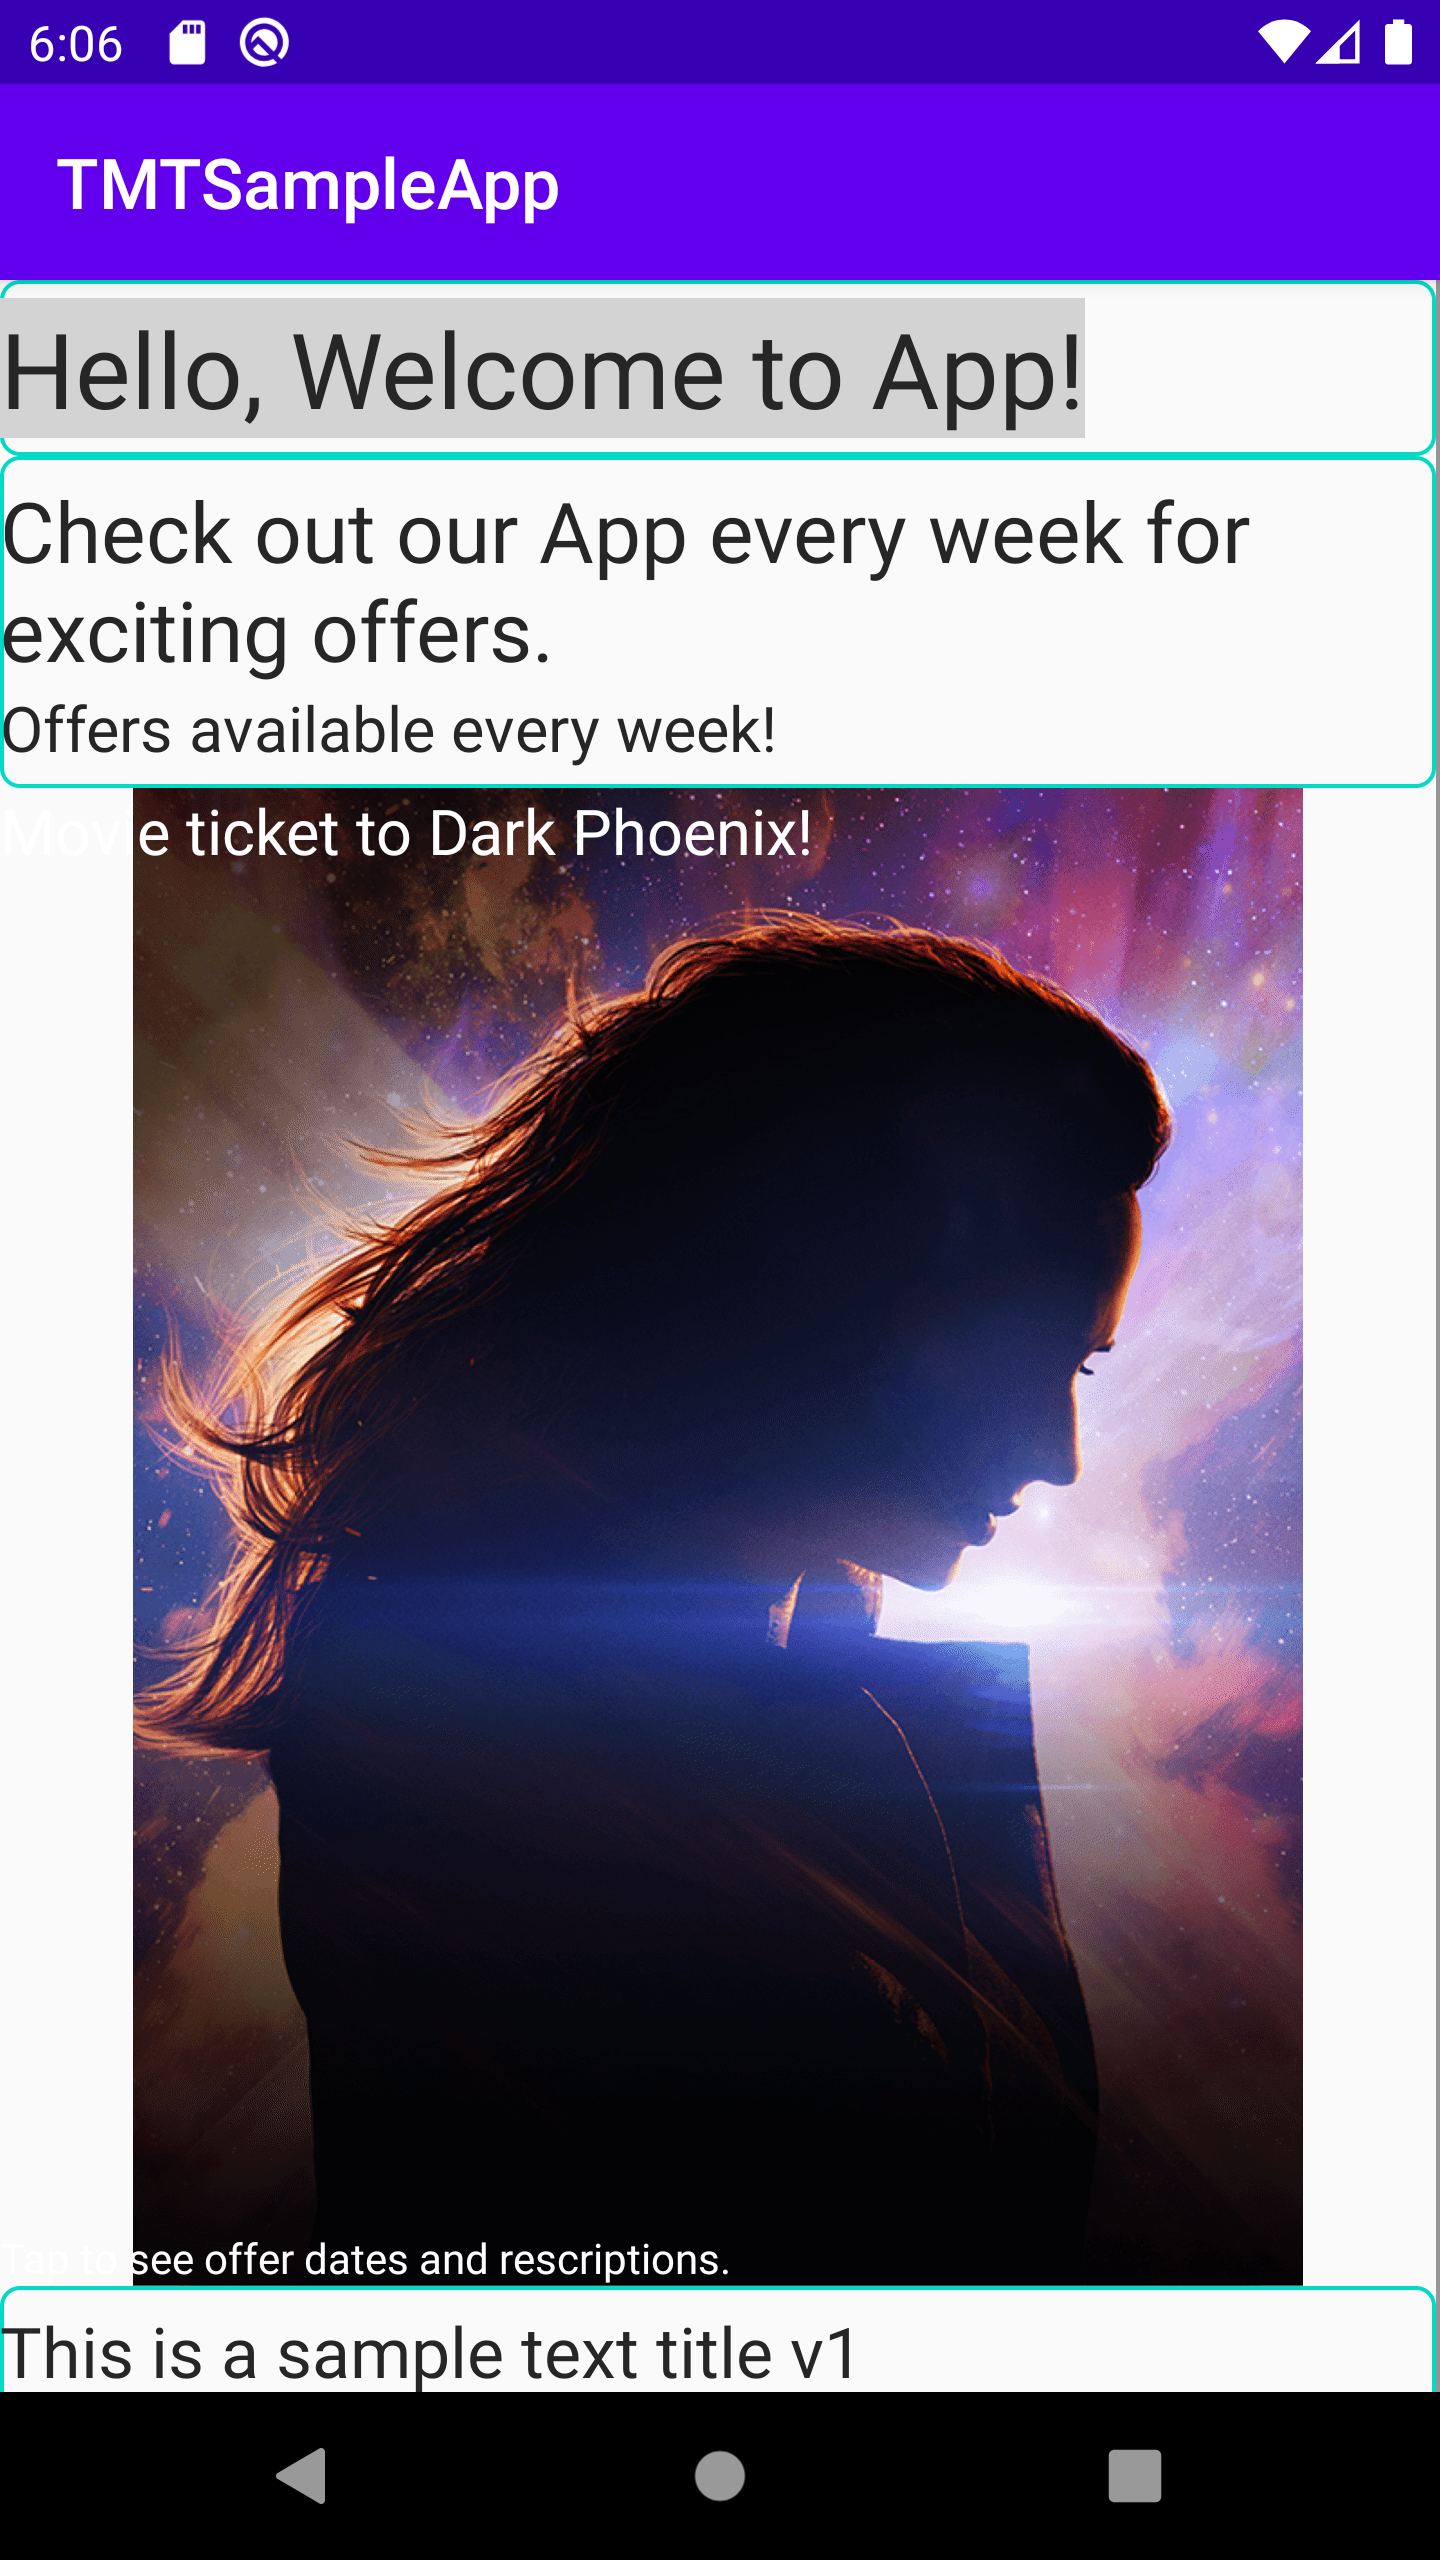 6:06
TMTSampleApp
Hello, Welcome to App!
Check out our App every week for
exciting offers.
Offers available every week!
Movie ticket to Dark Phoenix!
Tap to see offer dates and rescriptions.
This is a sample text title v1